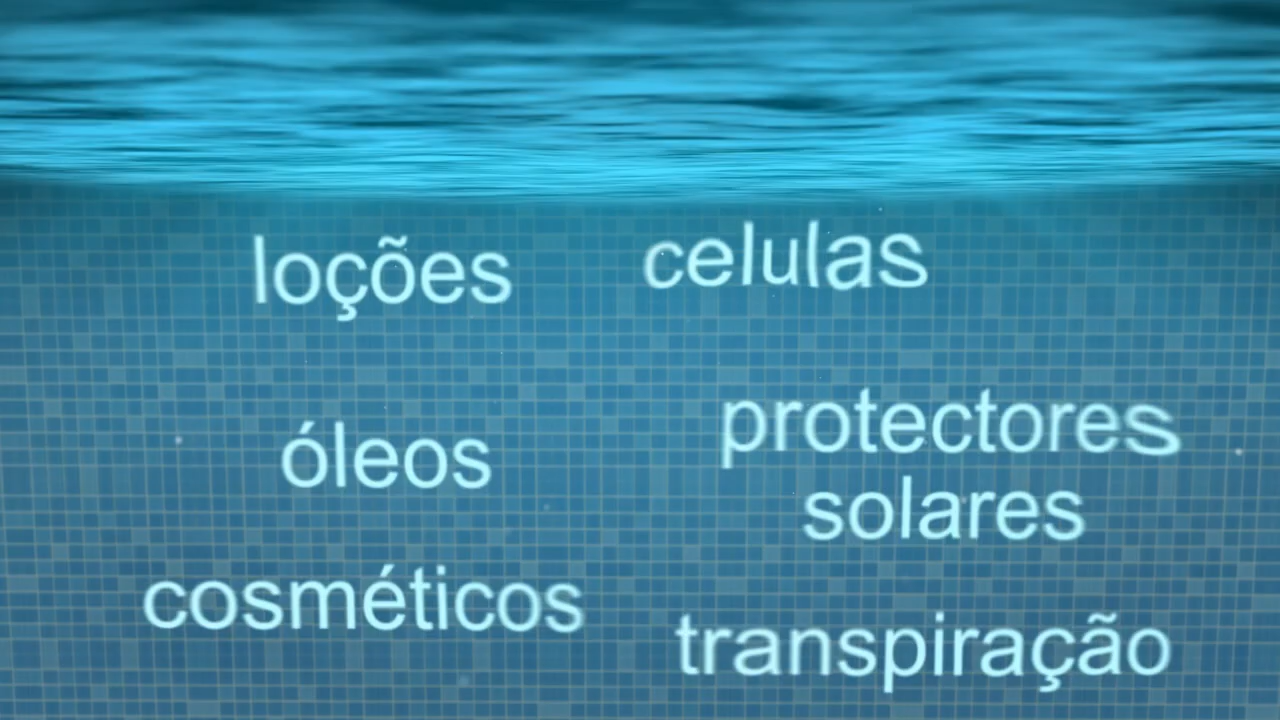 loções
celulas
óleos
protectores
solares
cosméticos
transpiração